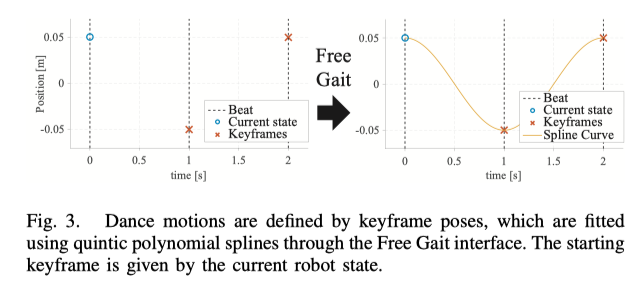 0.05
0
-0.05
Position [m]
0
0.5
1
1.5
2
time [s]
Beat
Current state
Keyframes
Free
Gait
0.05
0
-0.05
0
0.5
1
1.5
2
time [s]
Beat
Current state
Keyframes
Spline Curve
Fig. 3. Dance motions are defined by keyframe poses, which are fitted
using quintic polynomial splines through the Free Gait interface. The starting
keyframe is given by the current robot state.